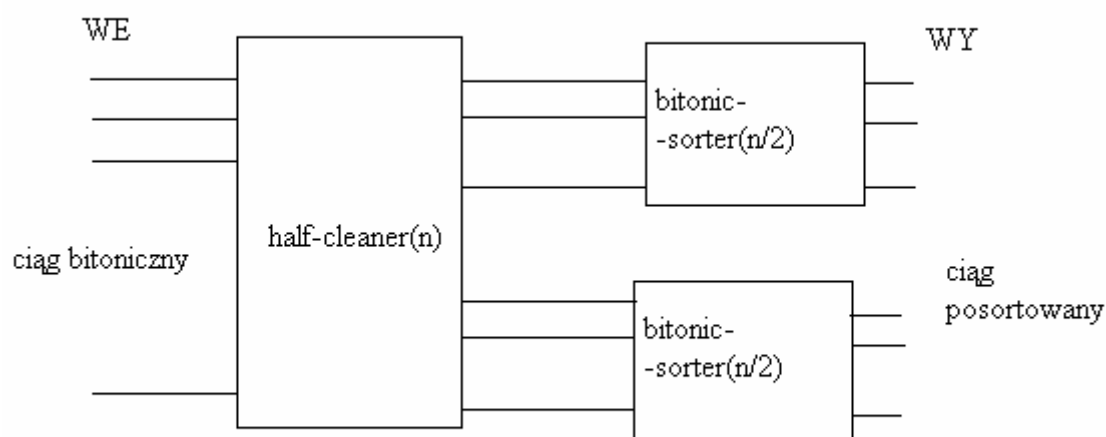 WE
WY
bitonic-
-sorter(n/2)
half-cleaner(n)
ciąg bitoniczny
ciąg
posortowany
bitonic-
-sorter(n/2)